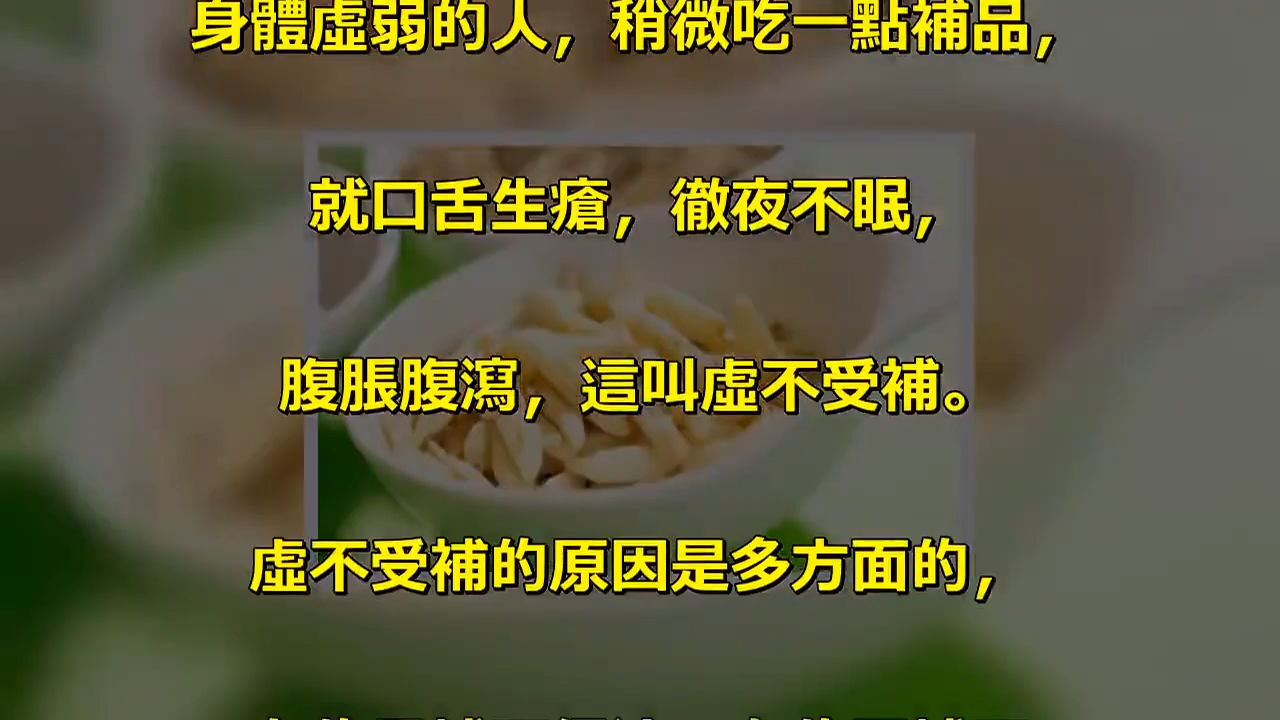 身體虛弱的人，稍微吃一點補品，
就口舌生瘡，徹夜不眠，
腹脹腹瀉，這叫虛不受補。
虛不受補的原因是多方面的，